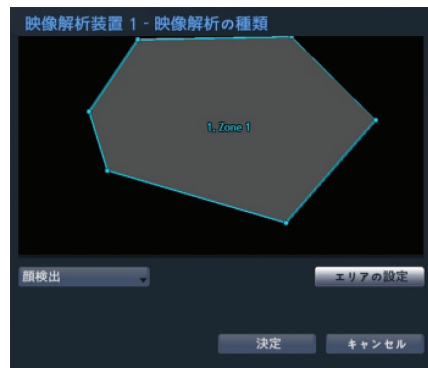 映像解析装置 1 - 映像解析の種類
1. Zone 1
顔検出
エリアの設定
決定
キャンセル